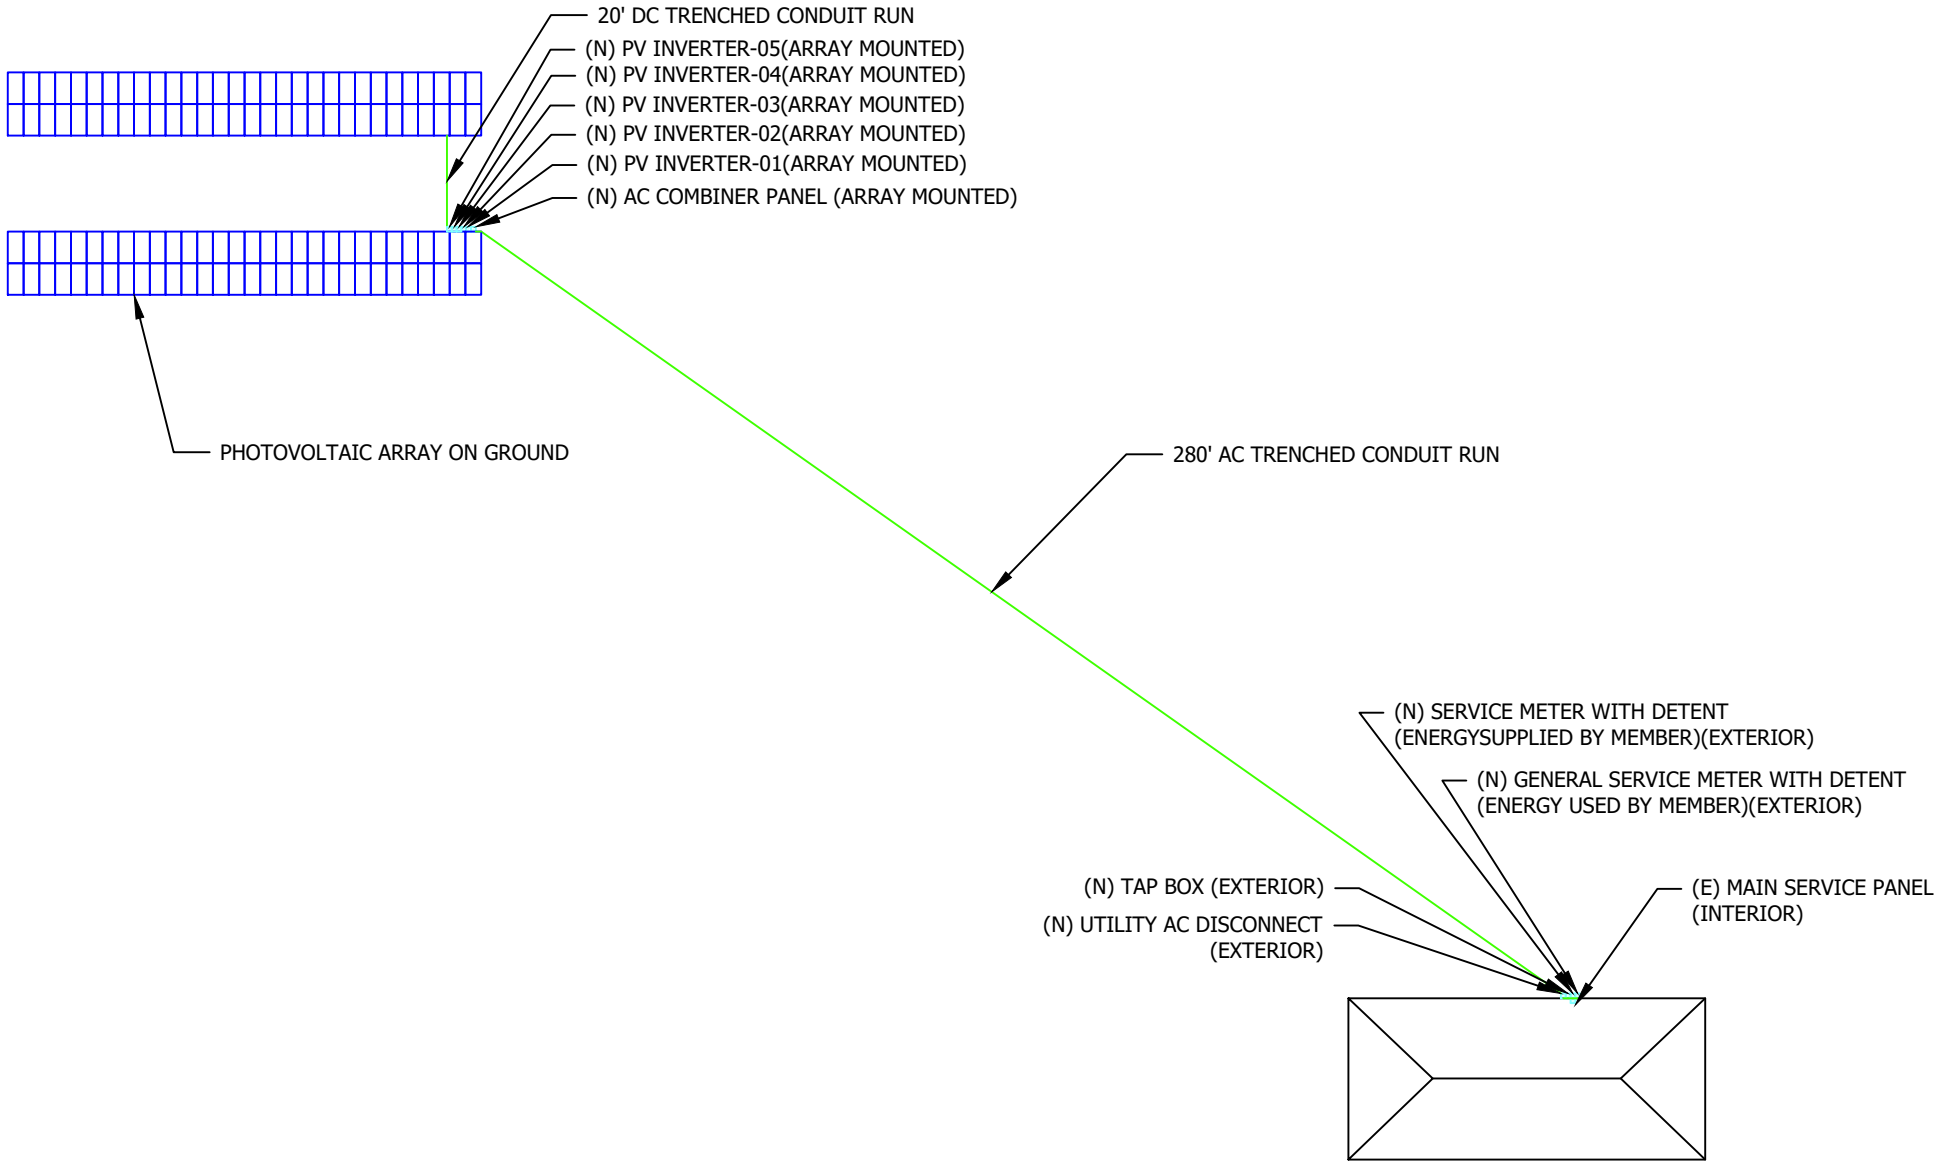 20' DC TRENCHED CONDUIT RUN
(N) PV INVERTER-05(ARRAY MOUNTED)
(N) PV INVERTER-04(ARRAY MOUNTED)
(N) PV INVERTER-03(ARRAY MOUNTED)
(N) PV INVERTER-02(ARRAY MOUNTED)
(N) PV INVERTER-01(ARRAY MOUNTED)
(N) AC COMBINER PANEL (ARRAY MOUNTED)
PHOTOVOLTAIC ARRAY ON GROUND
280' AC TRENCHED CONDUIT RUN
(N) SERVICE METER WITH DETENT
(ENERGYSUPPLIED BY MEMBER)(EXTERIOR)
(N) GENERAL SERVICE METER WITH DETENT
(ENERGY USED BY MEMBER)(EXTERIOR)
(N) TAP BOX (EXTERIOR)
(N) UTILITY AC DISCONNECT
(EXTERIOR)
(E) MAIN SERVICE PANEL
(INTERIOR)